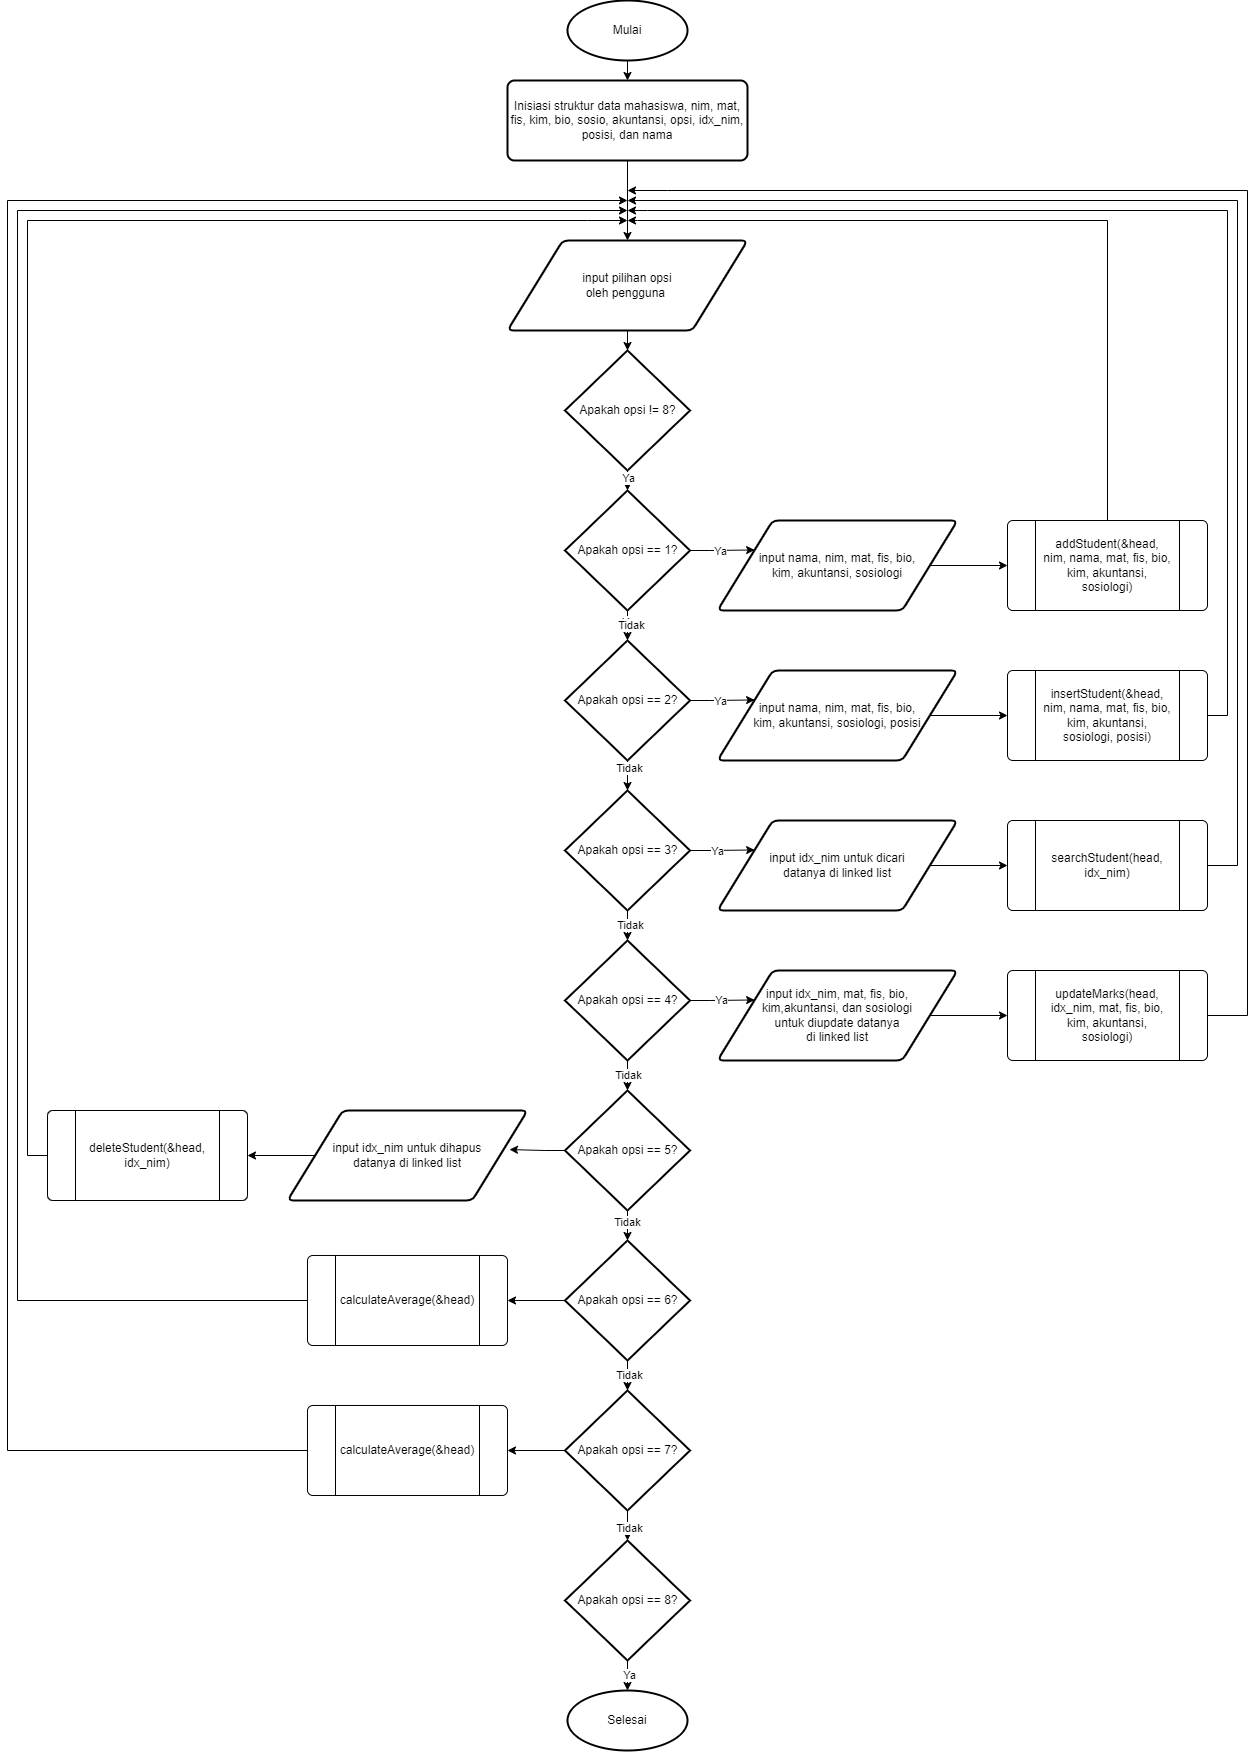 Mulai
Inisiasi struktur data mahasiswa, nim, mat,
fis, kim, bio, sosio, akuntansi, opsi, idx_nim,
posisi, dan nama
input pilihan opsi
oleh pengguna
Apakah opsi != 8?
Ya
Apakah opsi == 1?
Ya
input nama, nim, mat, fis, bio,
kim, akuntansi, sosiologi
addStudent(&head,
nim, nama, mat, fis, bio,
kim, akuntansi,
sosiologi)
Tidak
Apakah opsi == 2?
Ya
input nama, nim, mat, fis, bio,
kim, akuntansi, sosiologi, posisi
insertStudent(&head,
nim, nama, mat, fis, bio,
kim, akuntansi,
sosiologi, posisi)
Tidak
Apakah opsi == 3?
Ya
input idx_nim untuk dicari
datanya di linked list
searchStudent(head,
idx_nim)
Tidak
Apakah opsi == 4?
Ya
input idx_nim, mat, fis, bio,
kim,akuntansi, dan sosiologi
untuk diupdate datanya
di linked list
updateMarks(head,
idx_nim, mat, fis, bio,
kim, akuntansi,
sosiologi)
Tidak
Apakah opsi == 5?
input idx_nim untuk dihapus
datanya di linked list
deleteStudent(&head,
idx_nim)
Tidak
Apakah opsi == 6?
calculateAverage(&head)
Tidak
Apakah opsi == 7?
calculateAverage(&head)
Tidak
Apakah opsi == 8?
Ya
Selesai